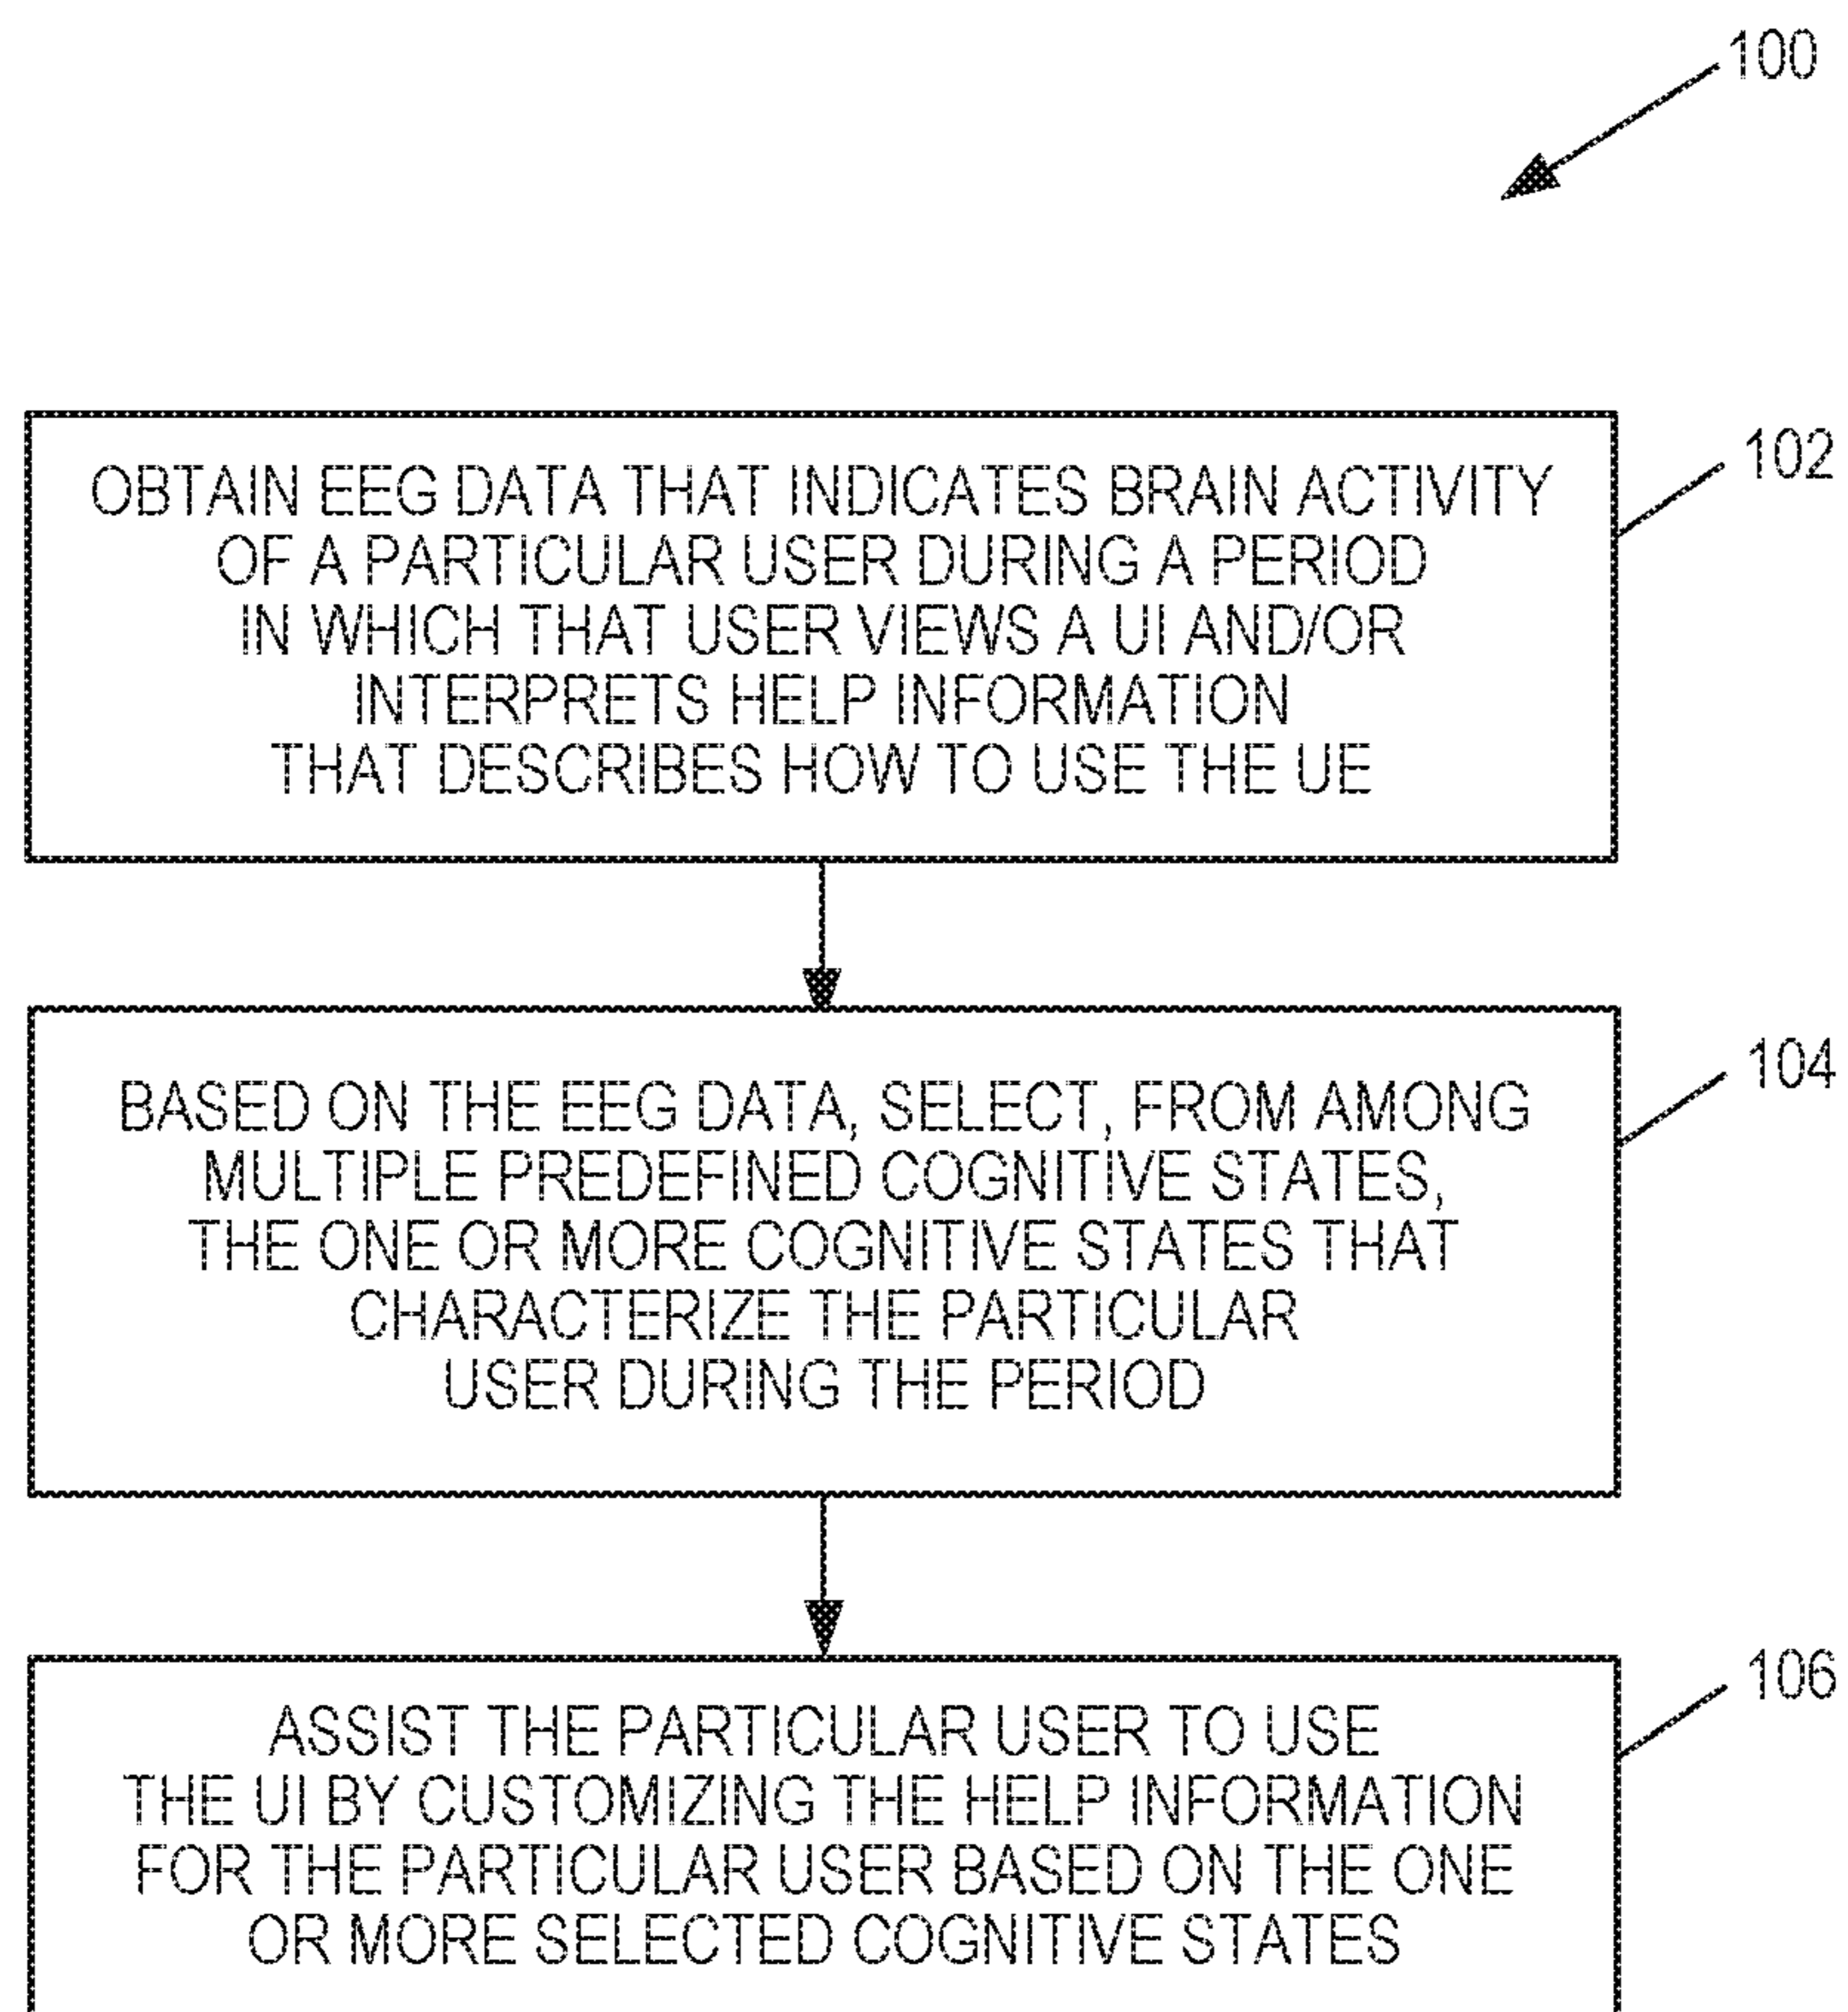 100
OBTAIN EEG DATA THAT INDICATES BRAIN ACTIVITY
OF A PARTICULAR USER DURING A PERIOD
IN WHICH THAT USER VIEWS A UI AND/OR
INTERPRETS HELP INFORMATION
THAT DESCRIBES HOW TO USE THE UE
102
BASED ON THE EEG DATA, SELECT, FROM AMONG
MULTIPLE PREDEFINED COGNITIVE STATES,
THE ONE OR MORE COGNITIVE STATES THAT
CHARACTERIZE THE PARTICULAR
USER DURING THE PERIOD
104
ASSIST THE PARTICULAR USER TO USE
THE UI BY CUSTOMIZING THE HELP INFORMATION
FOR THE PARTICULAR USER BASED ON THE ONE
OR MORE SELECTED COGNITIVE STATES
106